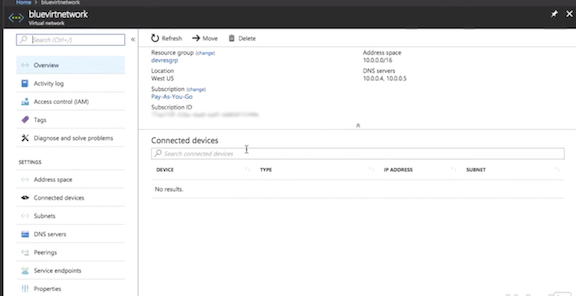 Home > bluevirtnetwork
bluevirtnetwork
Virtual network
Search (Ctrl+/)
Overview
Activity log
Access control (IAM)
Tags
Diagnose and solve problems
SETTINGS
Address space
Connected devices
Subnets
DNS servers
Peerings
Service endpoints
Properties
Refresh Move Delete
Resource group (change)
devresgrp
Location
West US
Subscription (change)
Pay-As-You-Go
Subscription ID
Address space
10.0.0.0/16
DNS servers
10.0.0.4, 10.0.0.5
Connected devices
Search connected devices
DEVICE TYPE IP ADDRESS SUBNET
No results.